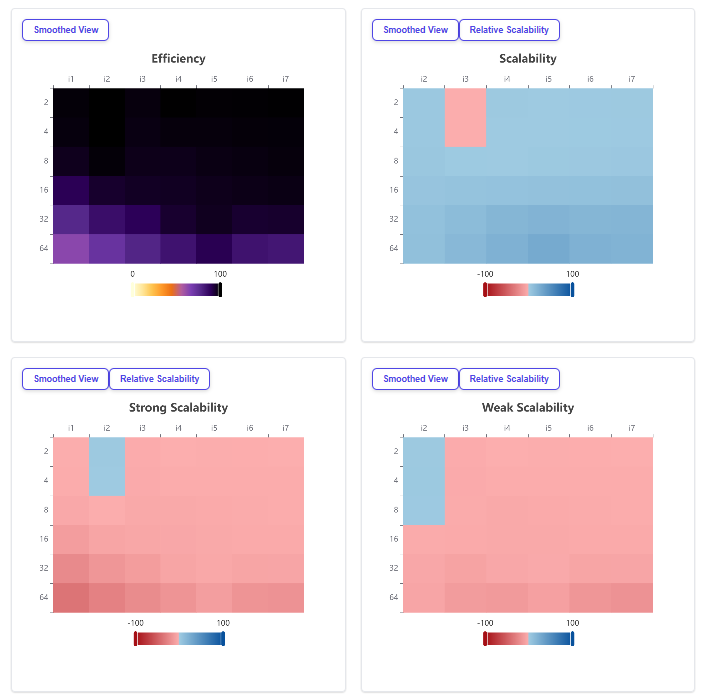 Smoothed View
Efficiency
i1 i2 i3 i4 i5 i6 i7
2
4
8
16
32
64
0 100
Smoothed View Relative Scalability
Scalability
i2 i3 i4 i5 i6 i7
2
4
8
16
32
64
-100 100
Smoothed View Relative Scalability
Strong Scalability
i1 i2 i3 i4 i5 i6 i7
2
4
8
16
32
64
-100 100
Smoothed View Relative Scalability
Weak Scalability
i2 i3 i4 i5 i6 i7
2
4
8
16
32
64
-100 100